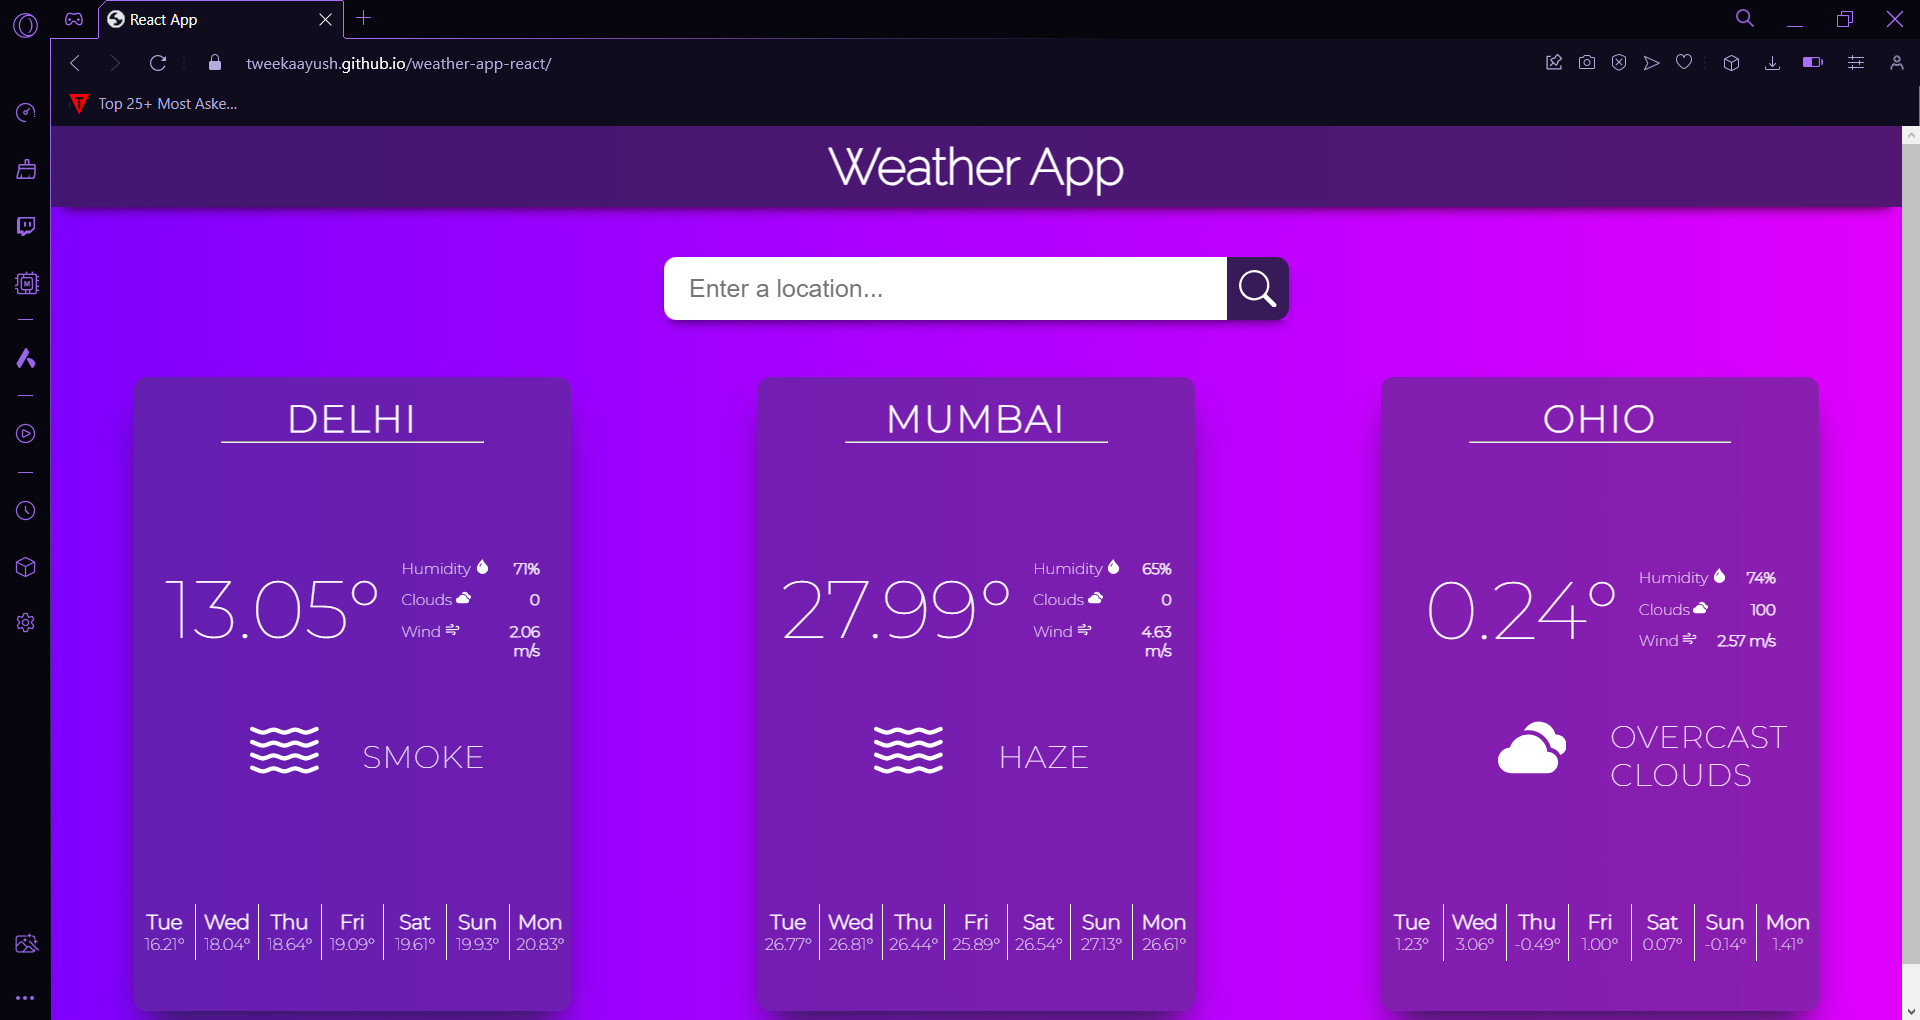 React App
tweekaayush.github.io/weather-app-react/
Top 25+ Most Aske...
Weather App
Enter a location...
DELHI
13.05°
Humidity 71%
Clouds 0
Wind 2.06 m/s
SMOKE
Tue Wed Thu Fri Sat Sun Mon
16.21° 18.04° 18.64° 19.09° 19.61° 19.93° 20.83°
MUMBAI
27.99°
Humidity 65%
Clouds 0
Wind 4.63 m/s
HAZE
Tue Wed Thu Fri Sat Sun Mon
26.77° 26.81° 26.44° 25.89° 26.54° 27.13° 26.61°
OHIO
0.24°
Humidity 74%
Clouds 100
Wind 2.57 m/s
OVERCAST
CLOUDS
Tue Wed Thu Fri Sat Sun Mon
1.23° 3.06° -0.49° 1.00° 0.07° -0.14° 1.41°